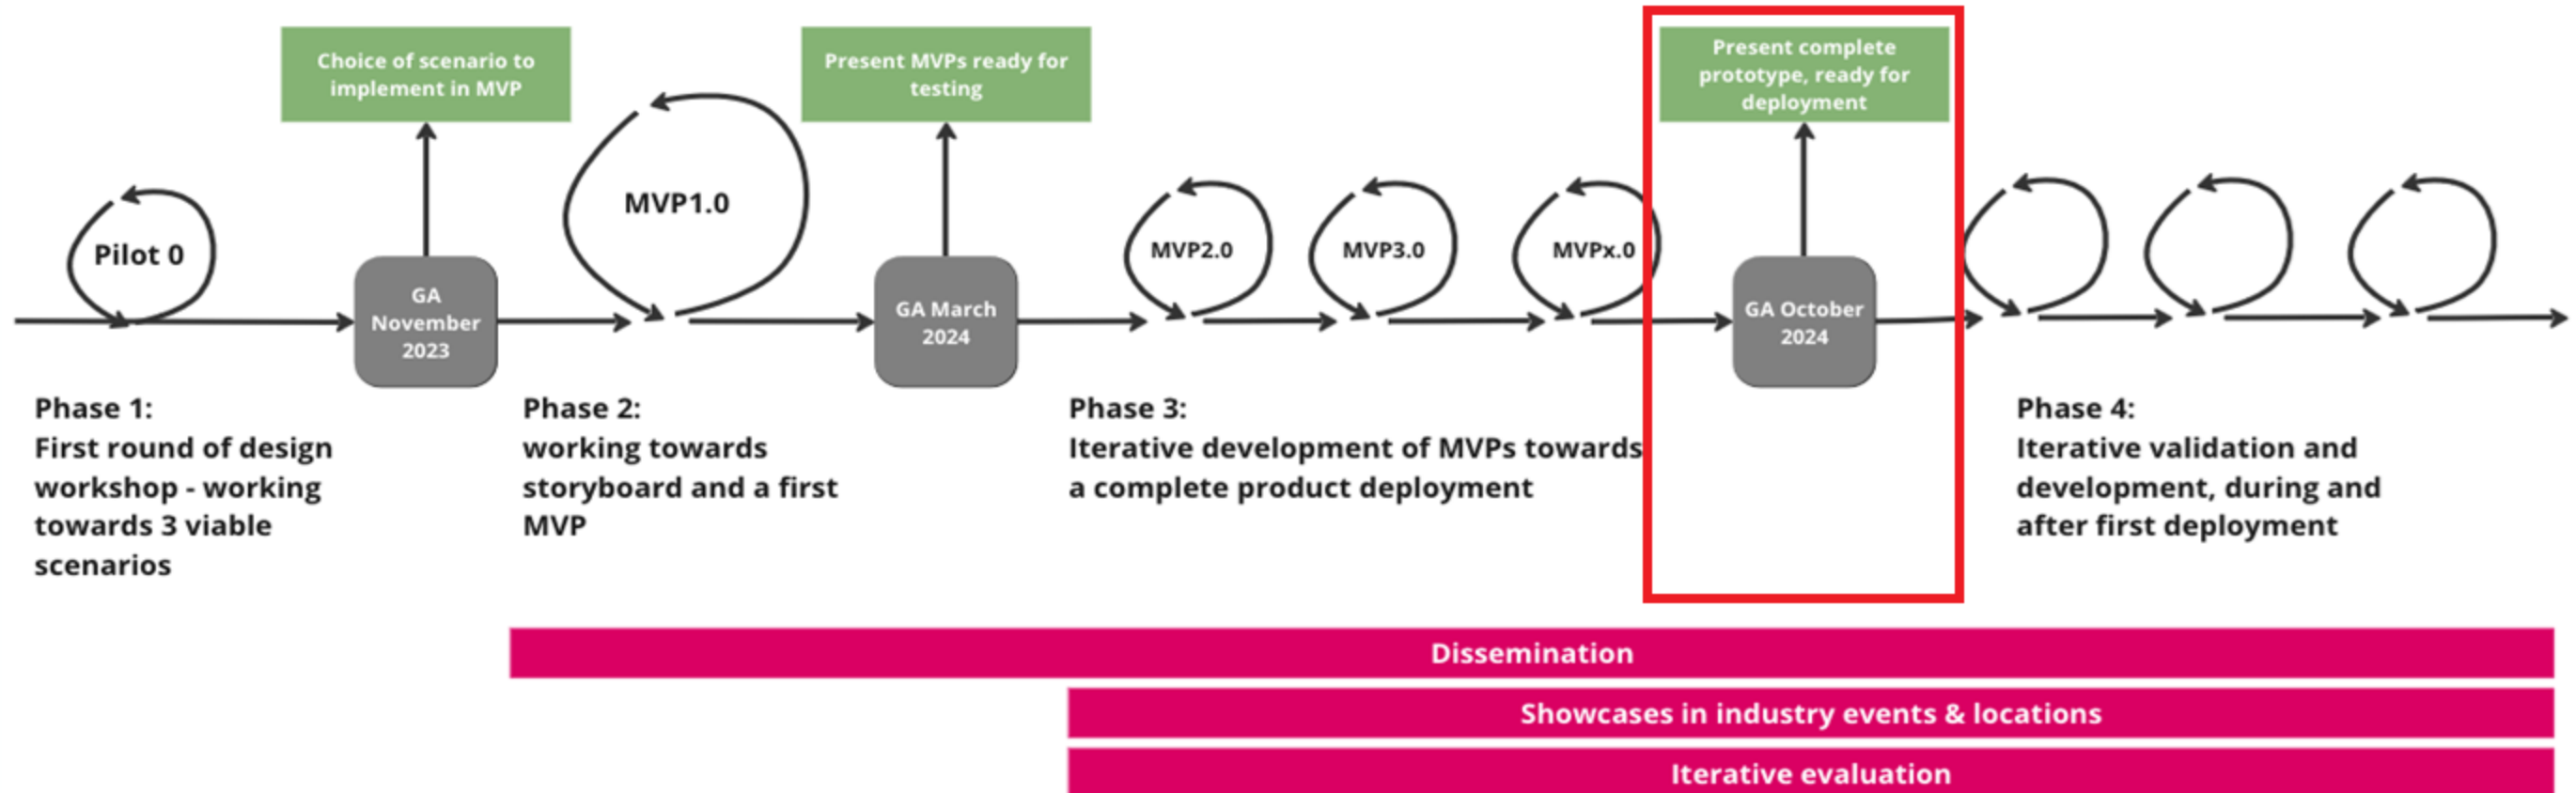 Choice of scenario to
implement in MVP
Present MVPs ready for
testing
Present complete
prototype, ready for
deployment
Pilot 0
MVP1.0
MVP2.0
MVP3.0
MVPx.0
GA
November
2023
GA March
2024
GA October
2024
Phase 1:
First round of design
workshop - working
towards 3 viable
scenarios
Phase 2:
working towards
storyboard and a first
MVP
Phase 3:
Iterative development of MVPs towards
a complete product deployment
Phase 4:
Iterative validation and
development, during and
after first deployment
Dissemination
Showcases in industry events & locations
Iterative evaluation